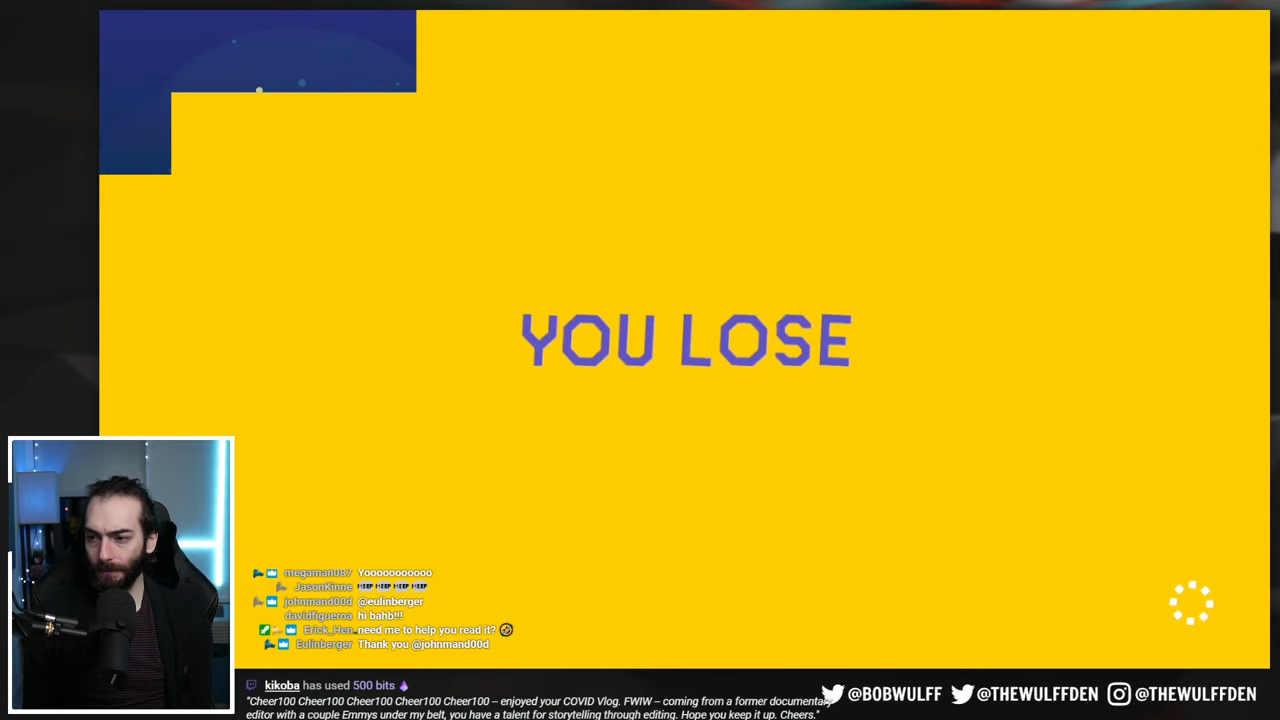 YOU LOSE
megaman087 Yooooooooooo
JasonKinne
johnmand00d @eulinberger
davidfigueroa hi bahb!!!
Erick_Hen_need me to help you read it?
Eulinberger Thank you @johnmand00d
kikoba has used 500 bits
"Cheer100 Cheer100 Cheer100 Cheer100 Cheer100 -- enjoyed your COVID Vlog. FWIW -- coming from a former documentary
editor with a couple Emmys under my belt, you have a talent for storytelling through editing. Hope you keep it up. Cheers."
@BOBWULFF @THEWULFFDEN @THEWULFFDEN